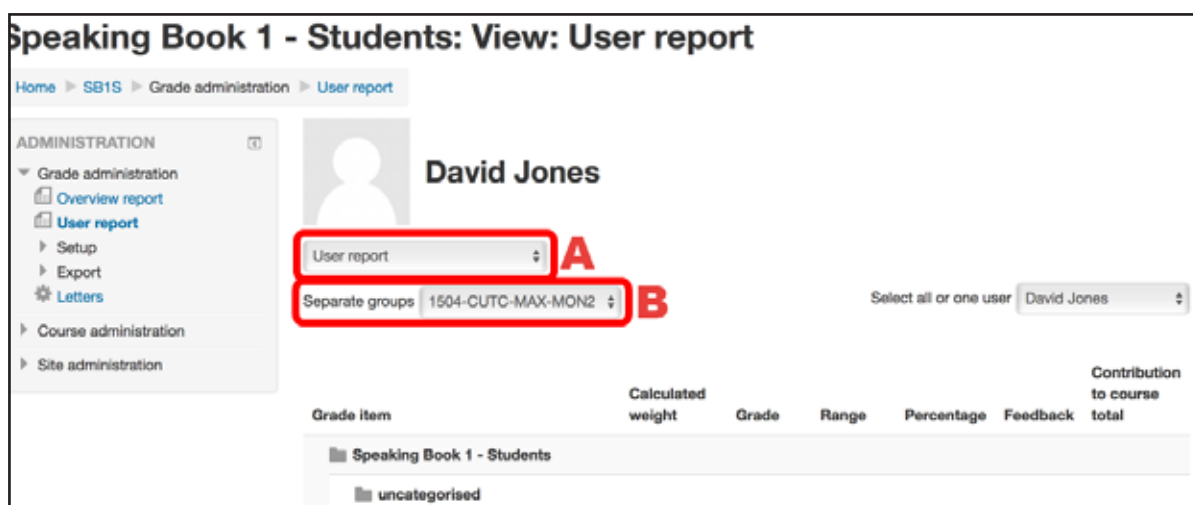 Speaking Book 1 - Students: View: User report
Home SB1S Grade administration User report
ADMINISTRATION
Grade administration
Overview report
User report
Setup
Export
Letters
Course administration
Site administration
David Jones
User report A
Separate groups 1504-CUTC-MAX-MON2 B
Select all or one user David Jones
Grade item Calculated weight Grade Range Percentage Feedback Contribution to course total
Speaking Book 1 - Students
uncategorised